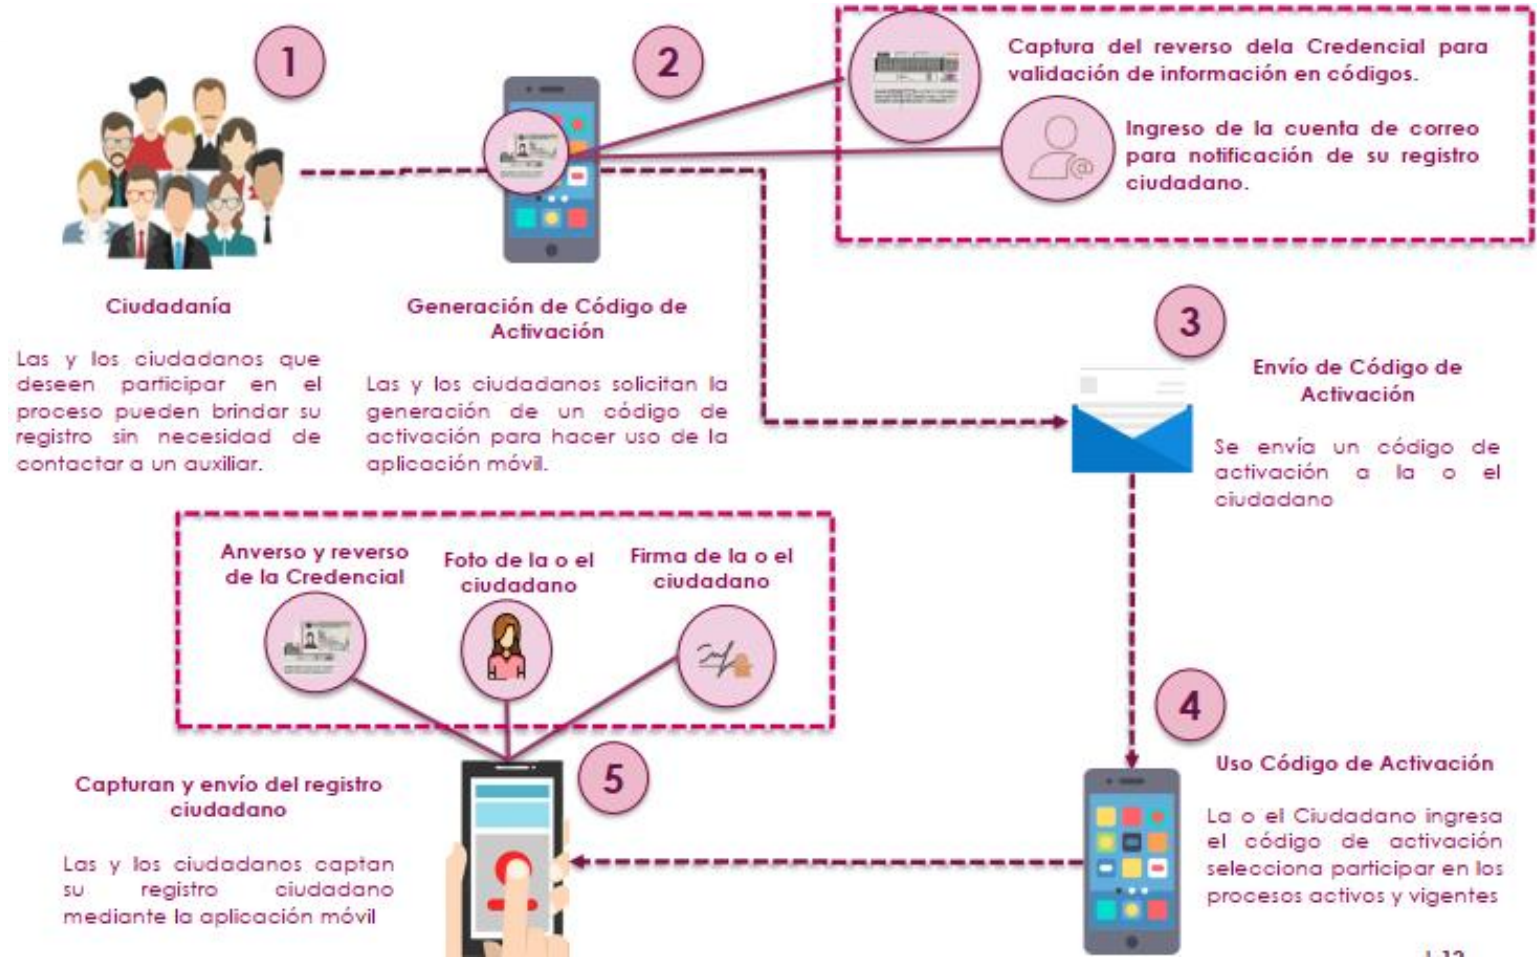 1
Ciudadanía
Las y los ciudadanos que
deseen participar en el
proceso pueden brindar su
registro sin necesidad de
contactar a un auxiliar.
2
Generación de Código de
Activación
Las y los ciudadanos solicitan la
generación de un código de
activación para hacer uso de la
aplicación móvil.
Captura del reverso dela Credencial para
validación de información en códigos.
Ingreso de la cuenta de correo
para notificación de su registro
ciudadano.
@
3
Envío de Código de
Activación
Se envía un código de
activación a la o el
ciudadano
4
Uso Código de Activación
La o el Ciudadano ingresa
el código de activación
selecciona participar en los
procesos activos y vigentes
5
Anverso y reverso
de la Credencial
Foto de la o el
ciudadano
Firma de la o el
ciudadano
Capturan y envío del registro
ciudadano
Las y los ciudadanos captan
su registro ciudadano
mediante la aplicación móvil